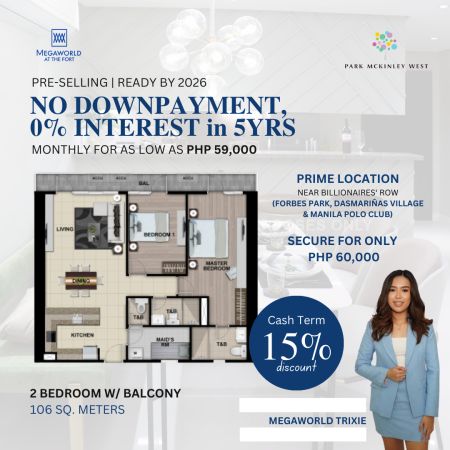 MEGAWORLD
AT THE FORT
PARK MCKINLEY WEST
PRE-SELLING | READY BY 2026
NO DOWNPAYMENT,
0% INTEREST in 5YRS
MONTHLY FOR AS LOW AS PHP 59,000
PRIME LOCATION
NEAR BILLIONAIRES' ROW
(FORBES PARK, DASMARIÑAS VILLAGE
& MANILA POLO CLUB)
SECURE FOR ONLY
PHP 60,000
BAL
LIVING
BEDROOM 1
MASTER
BEDROOM
DINING
T&B
T&B
KITCHEN
MAID'S
RM
T&B
Cash Term
15%
discount
2 BEDROOM W/ BALCONY
106 SQ. METERS
MEGAWORLD TRIXIE